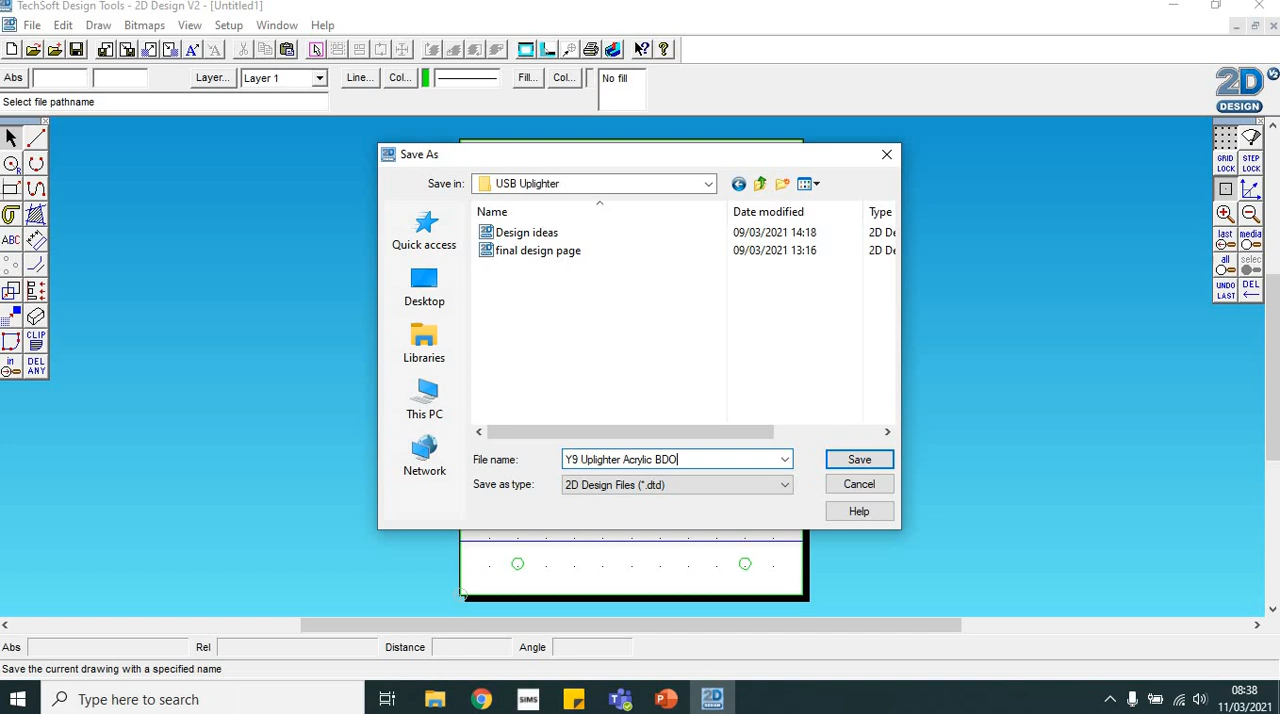 TechSoft Design Tools - 2D Design V2 - [Untitled1]
File Edit Draw Bitmaps View Setup Window Help
Abs Layer... Layer 1 Line... Col... Fill... Col... No fill
Select file pathname
2D V2
DESIGN
Save As
Save in: USB Uplighter
Name Date modified Type
Design ideas 09/03/2021 14:18 2D De
final design page 09/03/2021 13:16 2D De
Quick access
Desktop
Libraries
This PC
Network
File name: Y9 Uplighter Acrylic BDO Save
Save as type: 2D Design Files (*.dtd) Cancel
Help
ABC
CLIP
in DEL
ANY
GRID LOCK STEP LOCK
last media
all selec
UNDO LAST DEL
Abs Rel Distance Angle
Save the current drawing with a specified name
Type here to search SIMS 2D DESIGN 08:38
11/03/2021